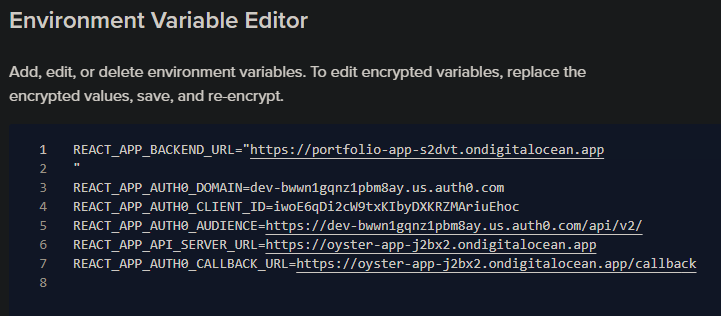 Environment Variable Editor
Add, edit, or delete environment variables. To edit encrypted variables, replace the
encrypted values, save, and re-encrypt.
1 REACT_APP_BACKEND_URL="https://portfolio-app-s2dvt.ondigitalocean.app
2 "
3 REACT_APP_AUTH0_DOMAIN=dev-bwwn1gqnz1pbm8ay.us.auth0.com
4 REACT_APP_AUTH0_CLIENT_ID=iwoE6qDi2cW9txKIbyDXKRZMAriuEhoc
5 REACT_APP_AUTH0_AUDIENCE=https://dev-bwwn1gqnz1pbm8ay.us.auth0.com/api/v2/
6 REACT_APP_API_SERVER_URL=https://oyster-app-j2bx2.ondigitalocean.app
7 REACT_APP_AUTH0_CALLBACK_URL=https://oyster-app-j2bx2.ondigitalocean.app/callback
8